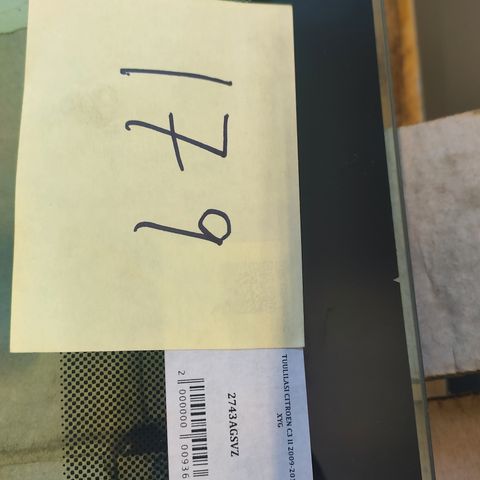 179
TUULILASI CITROEN C3 II 2009-20
XYG
2743AGSVZ
2 000000 00936